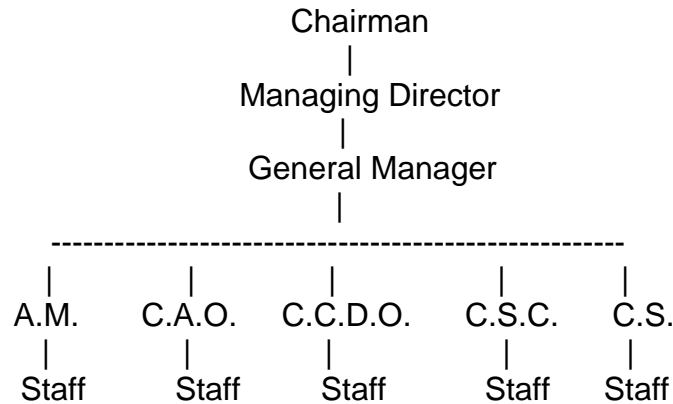 Chairman
|
Managing Director
|
General Manager
|
------------------------------------------------------
| | | | |
A.M. C.A.O. C.C.D.O. C.S.C. C.S.
| | | | |
Staff Staff Staff Staff Staff